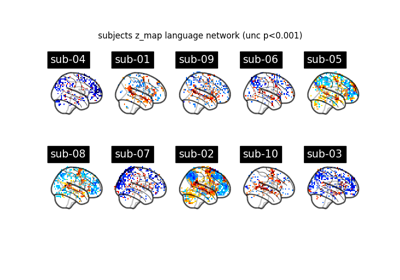 subjects z_map language network (unc p<0.001)
sub-04 sub-01 sub-09 sub-06 sub-05
sub-08 sub-07 sub-02 sub-10 sub-03